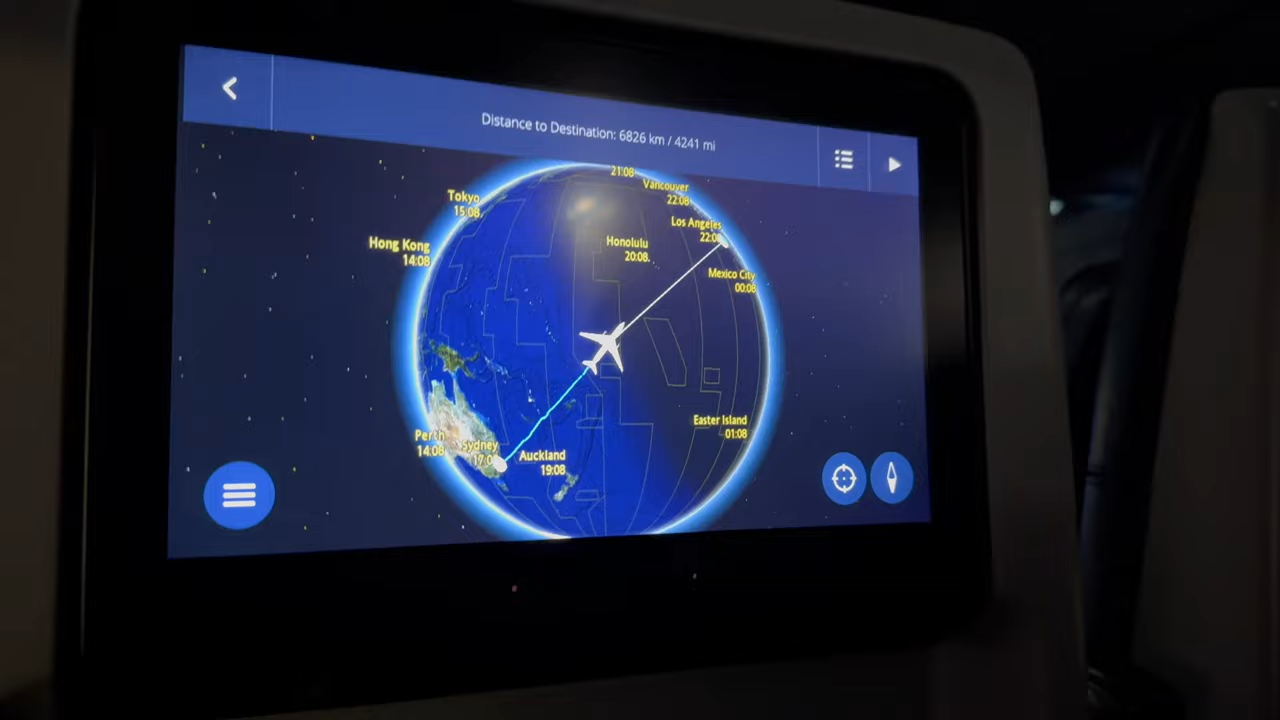 Distance to Destination: 6826 km / 4241 mi
21:08
Vancouver
22:08
Tokyo
15:08
Los Angeles
22:08
Honolulu
20:08
Hong Kong
14:08
Mexico City
00:08
Easter Island
01:08
Perth
14:08
Sydney
17:08
Auckland
19:08